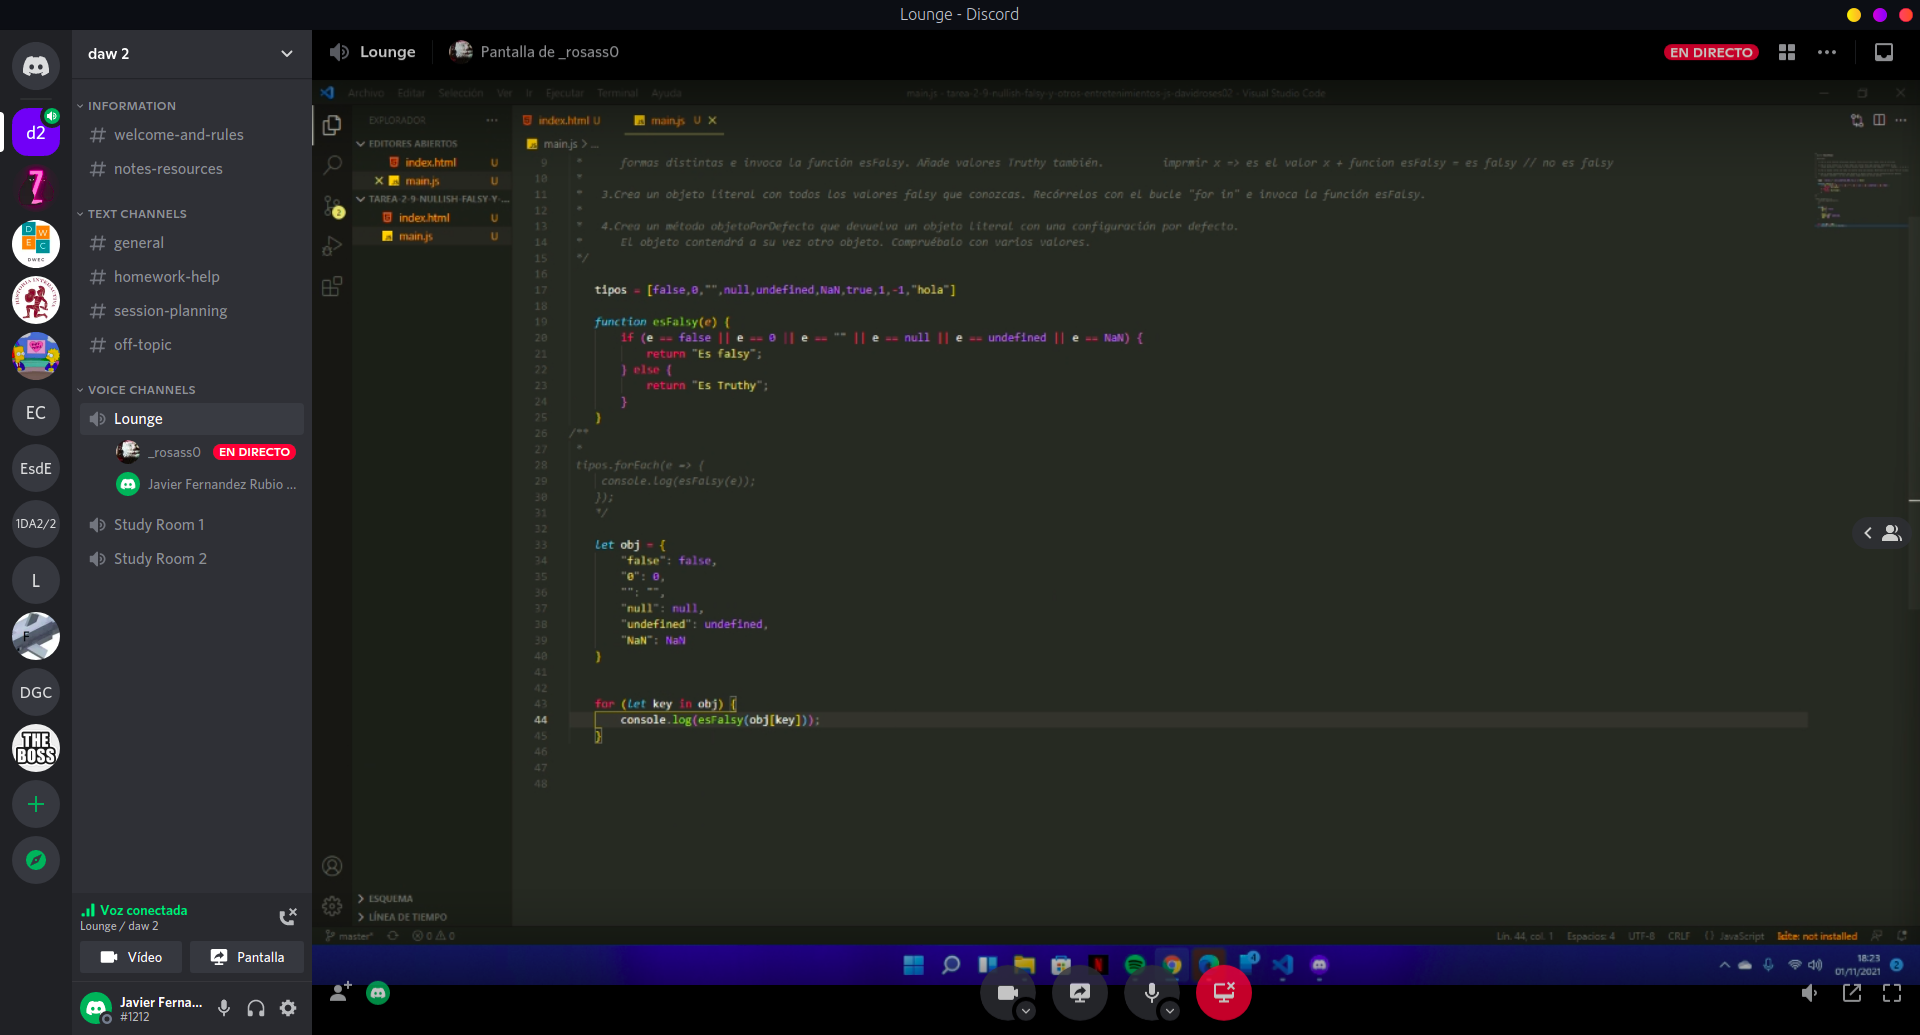 Lounge - Discord
daw 2
Lounge
Pantalla de _rosass0
EN DIRECTO
INFORMATION
welcome-and-rules
notes-resources
TEXT CHANNELS
general
homework-help
session-planning
off-topic
VOICE CHANNELS
Lounge
_rosass0
EN DIRECTO
Javier Fernandez Rubio ...
Study Room 1
Study Room 2
d2
D
W
E
C
DWEC
EC
EsdE
1DA2/2
L
F
DGC
THE
BOSS
Voz conectada
Lounge / daw 2
Vídeo
Pantalla
Javier Ferna...
#1212
Archivo Editar Selección Ver Ir Ejecutar Terminal Ayuda
main.js - tarea-2-9-nullish-falsy-y-otros-entretenimientos-js-davidroses02 - Visual Studio Code
EXPLORADOR
EDITORES ABIERTOS
index.html U
main.js U
TAREA-2-9-NULLISH-FALSY-Y-...
index.html U
main.js U
2
ESQUEMA
LÍNEA DE TIEMPO
index.html U
main.js U
main.js > ...
9 * formas distintas e invoca la función esFalsy. Añade valores Truthy también. imprmir x => es el valor x + funcion esFalsy = es falsy // no es falsy
10 *
11 * 3.Crea un objeto literal con todos los valores falsy que conozcas. Recórrelos con el bucle "for in" e invoca la función esFalsy.
12 *
13 * 4.Crea un método objetoPorDefecto que devuelva un objeto literal con una configuración por defecto.
14 * El objeto contendrá a su vez otro objeto. Compruébalo con varios valores.
15 */
16
17 tipos = [false,0,"",null,undefined,NaN,true,1,-1,"hola"]
18
19 function esFalsy(e) {
20 if (e == false || e == 0 || e == "" || e == null || e == undefined || e == NaN) {
21 return "Es falsy";
22 } else {
23 return "Es Truthy";
24 }
25 }
26 /**
27 *
28 tipos.forEach(e => {
29 console.log(esFalsy(e));
30 });
31 */
32
33 let obj = {
34 "false": false,
35 "0": 0,
36 "": "",
37 "null": null,
38 "undefined": undefined,
39 "NaN": NaN
40 }
41
42
43 for (let key in obj) {
44 console.log(esFalsy(obj[key]));
45 }
46
47
48
master* 0 0
Lín. 44, col. 1 Espacios: 4 UTF-8 CRLF {} JavaScript kite: not installed
4
18:23
01/11/2021
2